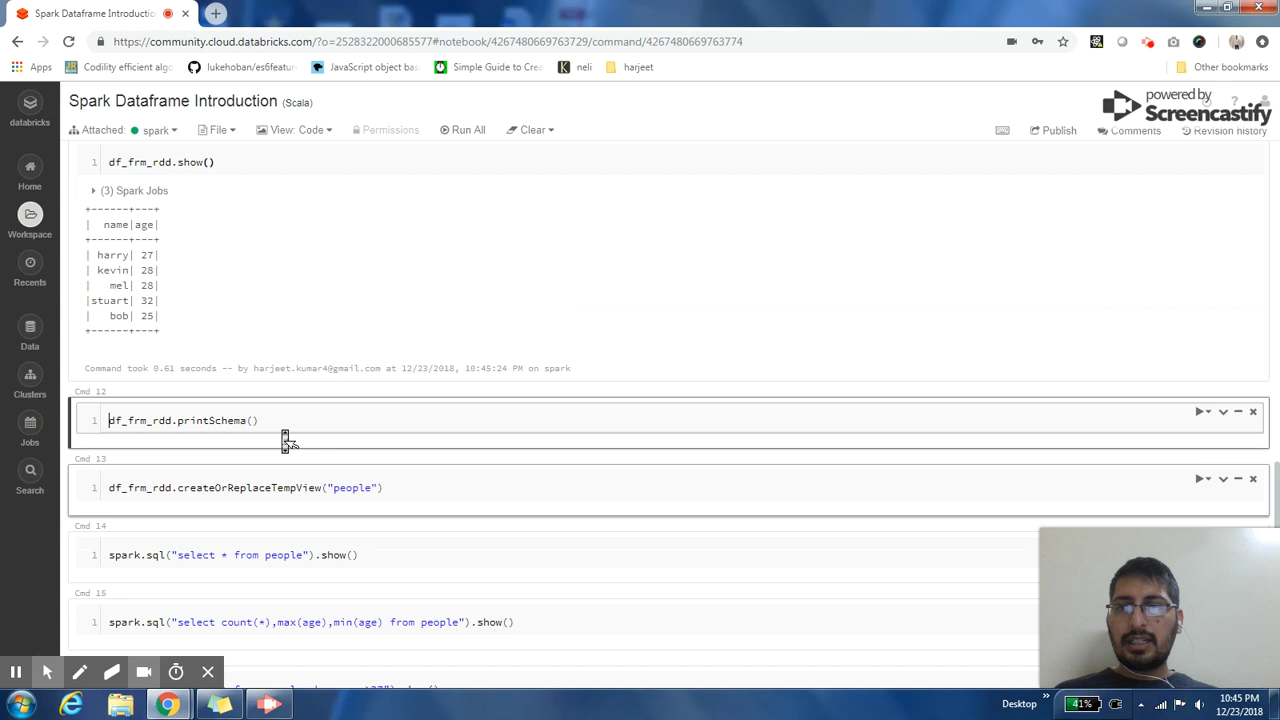 Spark Dataframe Introduction
https://community.cloud.databricks.com/?o=2528322000685577#notebook/4267480669763729/command/4267480669763774
Apps
Codility efficient algo
lukehoban/es6featur
JavaScript object bas
Simple Guide to Crea
neli
harjeet
Other bookmarks
databricks
Home
Workspace
Recents
Data
Clusters
Jobs
Search
Spark Dataframe Introduction (Scala)
powered by
Screencastify
Attached: spark
File
View: Code
Permissions
Run All
Clear
Publish
Comments
Revision history
1 df_frm_rdd.show()
(3) Spark Jobs
+------+---+
| name|age|
+------+---+
| harry| 27|
| kevin| 28|
| mel| 28|
|stuart| 32|
| bob| 25|
+------+---+
Command took 0.61 seconds -- by harjeet.kumar4@gmail.com at 12/23/2018, 10:45:24 PM on spark
Cmd 12
1 df_frm_rdd.printSchema()
Cmd 13
1 df_frm_rdd.createOrReplaceTempView("people")
Cmd 14
1 spark.sql("select * from people").show()
Cmd 15
1 spark.sql("select count(*),max(age),min(age) from people").show()
Desktop
41%
10:45 PM
12/23/2018